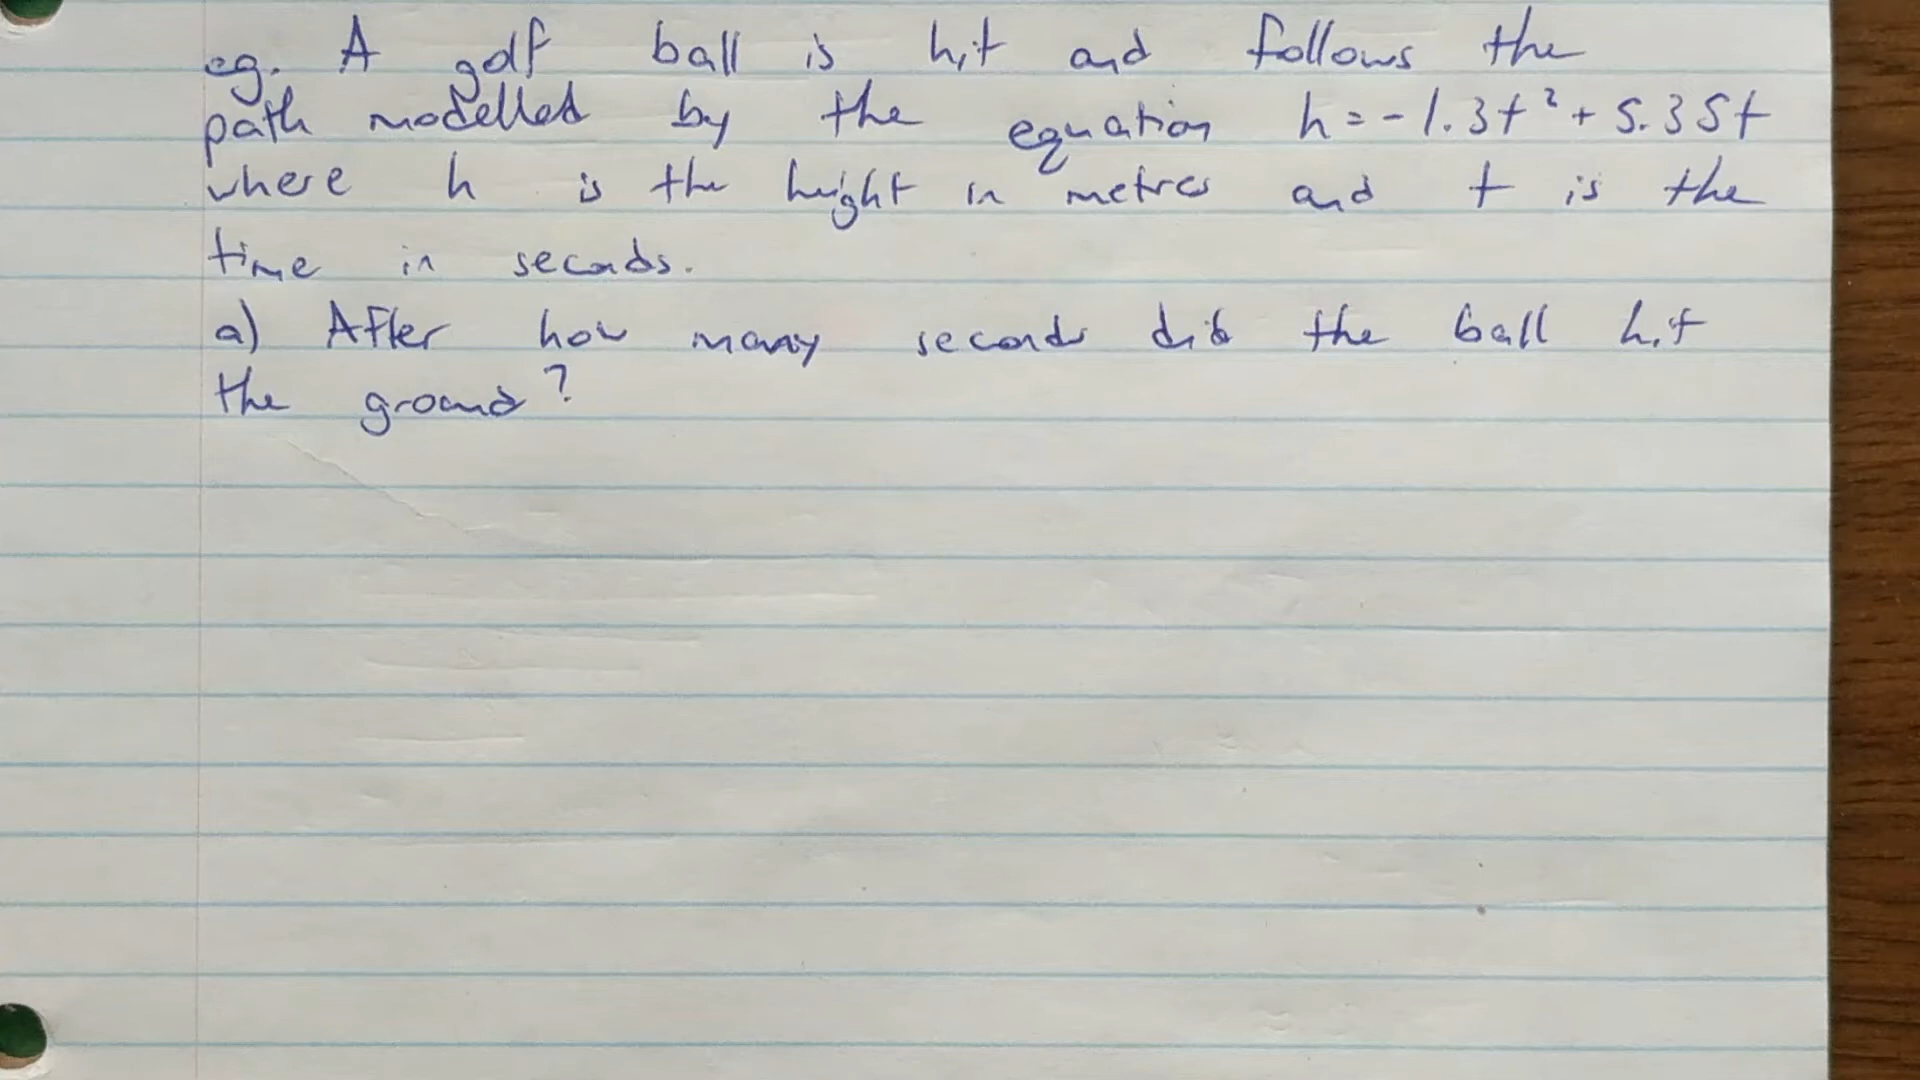 eg. A golf ball is hit and follows the
path modelled by the equation h = -1.3t² + 5.35t
where h is the height in metres and t is the
time in seconds.
a) After how many seconds did the ball hit
the ground?